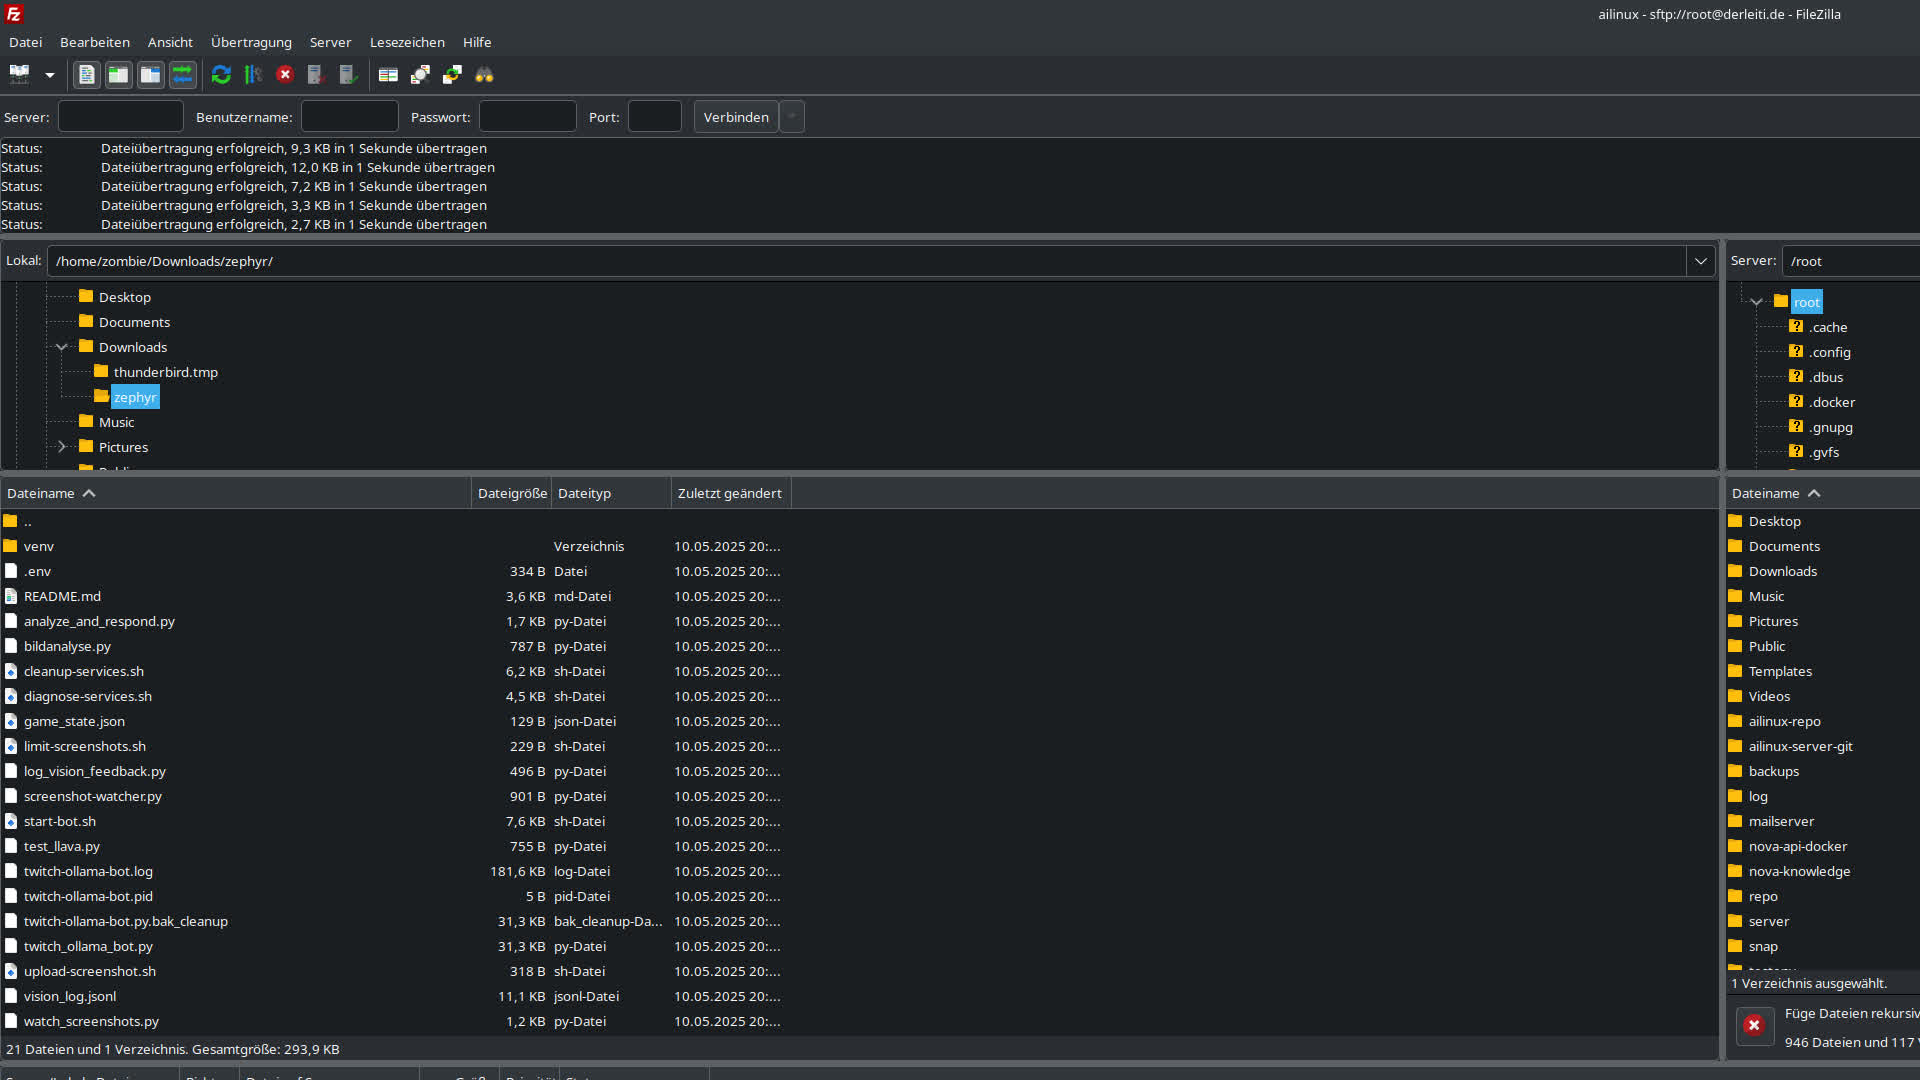 ailinux - sftp://root@derleiti.de - FileZilla
Datei Bearbeiten Ansicht Übertragung Server Lesezeichen Hilfe
Server: Benutzername: Passwort: Port: Verbinden
Status: Dateiübertragung erfolgreich, 9,3 KB in 1 Sekunde übertragen
Status: Dateiübertragung erfolgreich, 12,0 KB in 1 Sekunde übertragen
Status: Dateiübertragung erfolgreich, 7,2 KB in 1 Sekunde übertragen
Status: Dateiübertragung erfolgreich, 3,3 KB in 1 Sekunde übertragen
Status: Dateiübertragung erfolgreich, 2,7 KB in 1 Sekunde übertragen
Lokal: /home/zombie/Downloads/zephyr/
Desktop
Documents
Downloads
thunderbird.tmp
zephyr
Music
Pictures
Dateiname Dateigröße Dateityp Zuletzt geändert
..
venv Verzeichnis 10.05.2025 20:...
.env 334 B Datei 10.05.2025 20:...
README.md 3,6 KB md-Datei 10.05.2025 20:...
analyze_and_respond.py 1,7 KB py-Datei 10.05.2025 20:...
bildanalyse.py 787 B py-Datei 10.05.2025 20:...
cleanup-services.sh 6,2 KB sh-Datei 10.05.2025 20:...
diagnose-services.sh 4,5 KB sh-Datei 10.05.2025 20:...
game_state.json 129 B json-Datei 10.05.2025 20:...
limit-screenshots.sh 229 B sh-Datei 10.05.2025 20:...
log_vision_feedback.py 496 B py-Datei 10.05.2025 20:...
screenshot-watcher.py 901 B py-Datei 10.05.2025 20:...
start-bot.sh 7,6 KB sh-Datei 10.05.2025 20:...
test_llava.py 755 B py-Datei 10.05.2025 20:...
twitch-ollama-bot.log 181,6 KB log-Datei 10.05.2025 20:...
twitch-ollama-bot.pid 5 B pid-Datei 10.05.2025 20:...
twitch-ollama-bot.py.bak_cleanup 31,3 KB bak_cleanup-Da... 10.05.2025 20:...
twitch_ollama_bot.py 31,3 KB py-Datei 10.05.2025 20:...
upload-screenshot.sh 318 B sh-Datei 10.05.2025 20:...
vision_log.jsonl 11,1 KB jsonl-Datei 10.05.2025 20:...
watch_screenshots.py 1,2 KB py-Datei 10.05.2025 20:...
21 Dateien und 1 Verzeichnis. Gesamtgröße: 293,9 KB
Server: /root
root
.cache
.config
.dbus
.docker
.gnupg
.gvfs
Dateiname
Desktop
Documents
Downloads
Music
Pictures
Public
Templates
Videos
ailinux-repo
ailinux-server-git
backups
log
mailserver
nova-api-docker
nova-knowledge
repo
server
snap
1 Verzeichnis ausgewählt.
Füge Dateien rekursiv
946 Dateien und 117